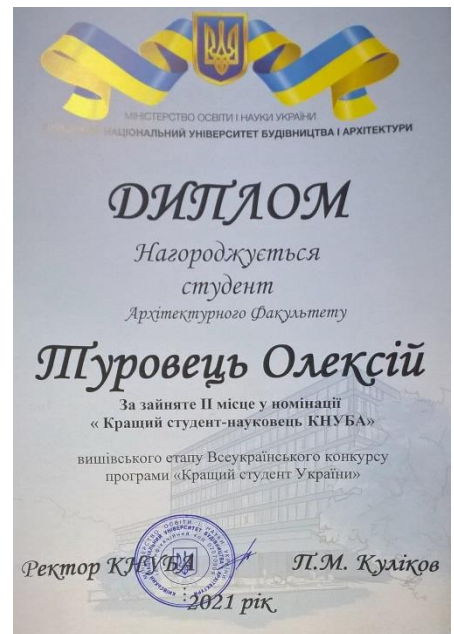 МІНІСТЕРСТВО ОСВІТИ І НАУКИ УКРАЇНИ
НАЦІОНАЛЬНИЙ УНІВЕРСИТЕТ БУДІВНИЦТВА І АРХІТЕКТУРИ
ДИПЛОМ
Нагороджується
студент
Архітектурного Факультету
Туровець Олексій
За зайняте ІІ місце у номінації
« Кращий студент-науковець КНУБА»
вишівського етапу Всеукраїнського конкурсу
програми «Кращий студент України»
Ректор КНУБА П.М. Куліков
2021 рік